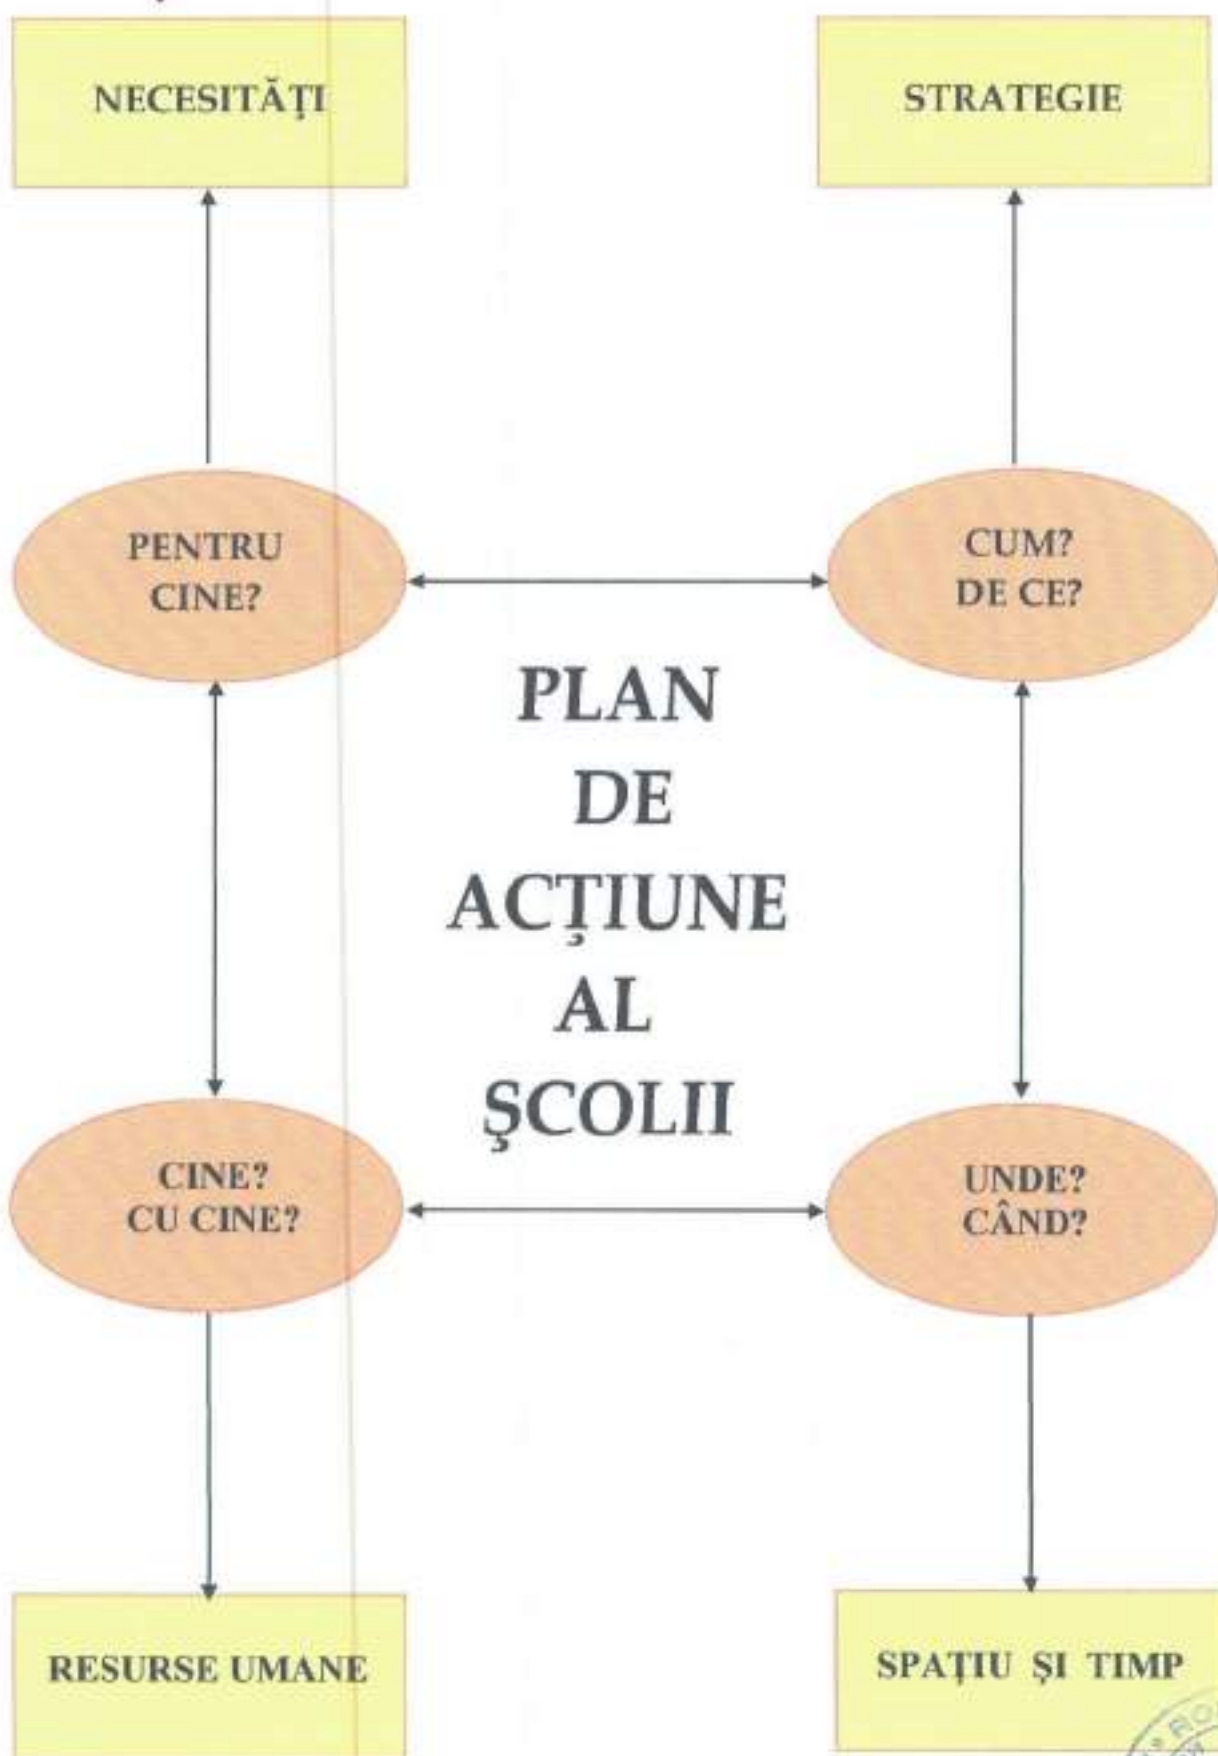 NECESITĂŢI
STRATEGIE
PENTRU
CINE?
CUM?
DE CE?
PLAN
DE
ACŢIUNE
AL
ŞCOLII
CINE?
CU CINE?
UNDE?
CÂND?
RESURSE UMANE
SPAŢIU ŞI TIMP